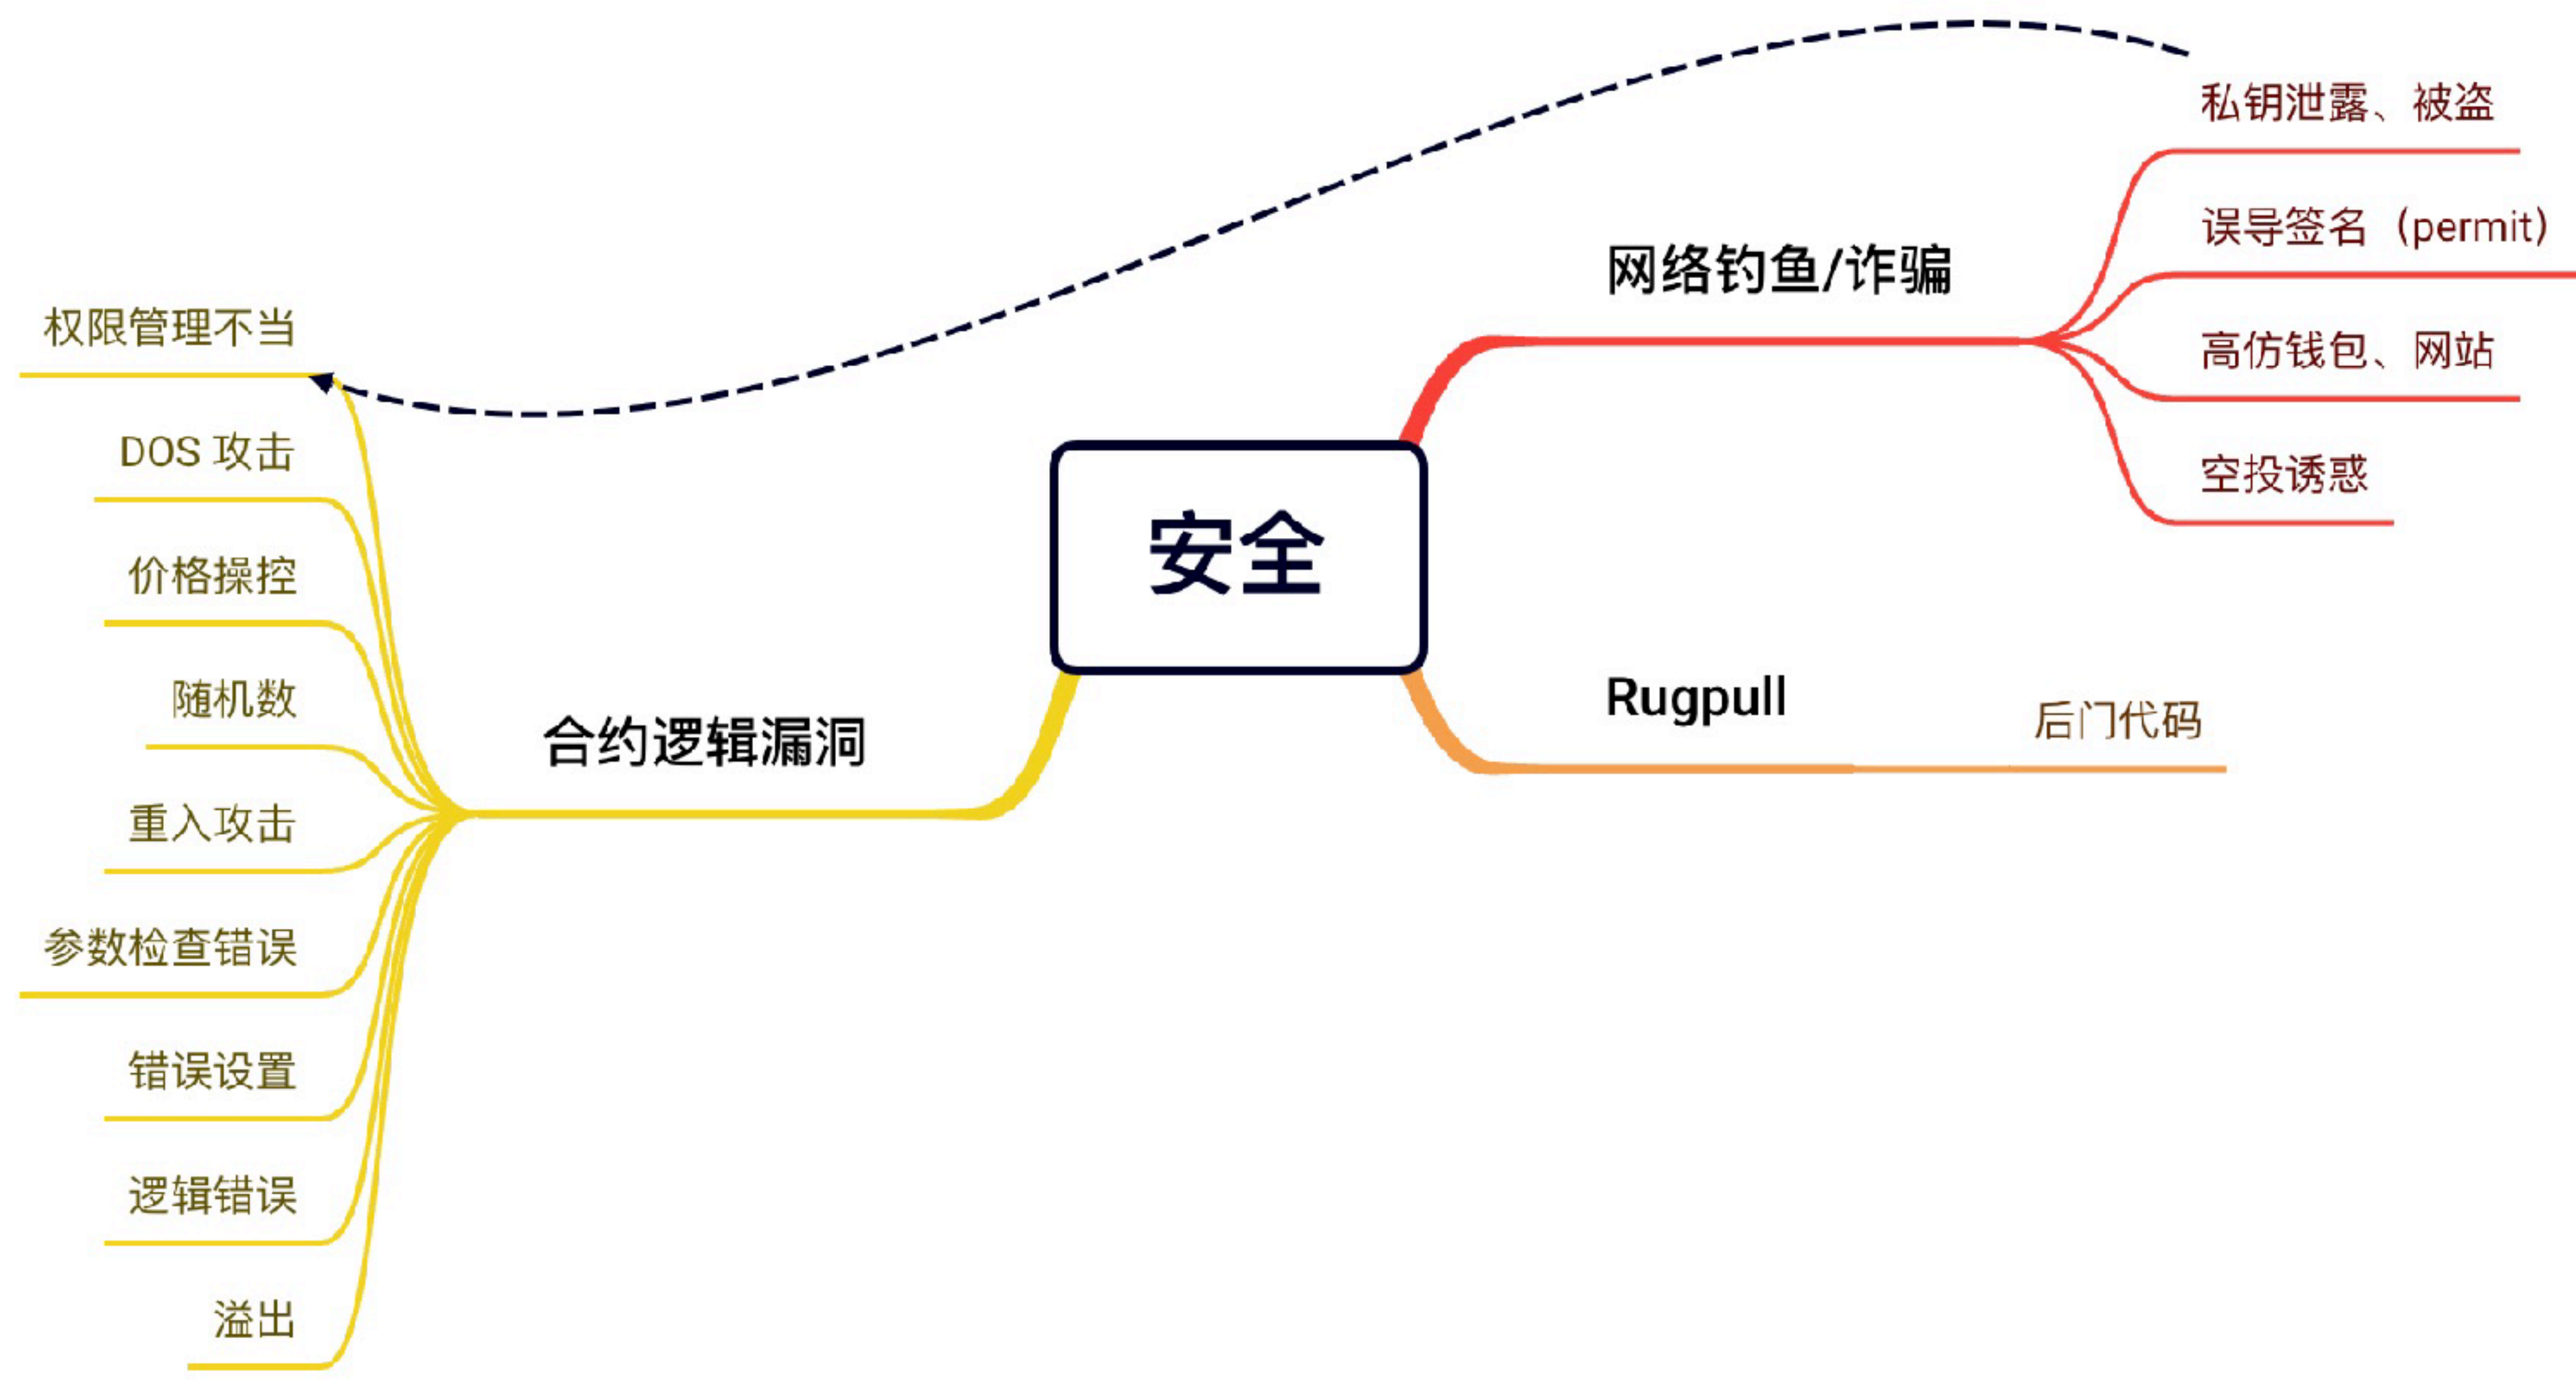 安全
网络钓鱼/诈骗
私钥泄露、被盗
误导签名（permit）
高仿钱包、网站
空投诱惑
Rugpull
后门代码
合约逻辑漏洞
权限管理不当
DOS 攻击
价格操控
随机数
重入攻击
参数检查错误
错误设置
逻辑错误
溢出